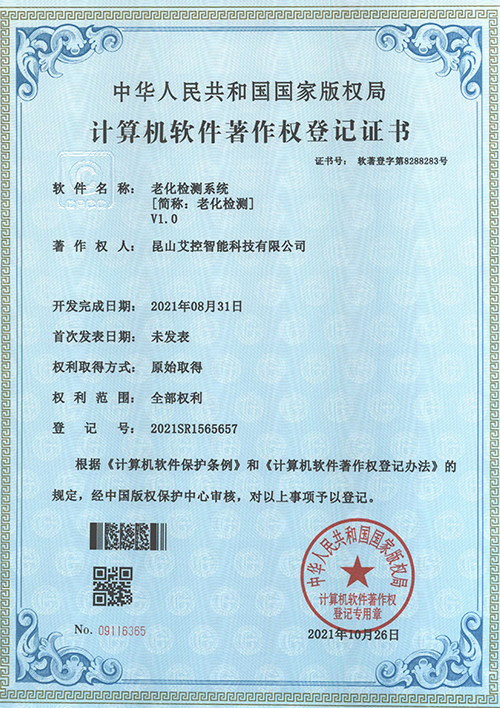 中华人民共和国国家版权局
计算机软件著作权登记证书
证书号： 软著登字第8288283号
软件名称： 老化检测系统
[简称：老化检测]
V1.0
著作权人： 昆山艾控智能科技有限公司
开发完成日期： 2021年08月31日
首次发表日期： 未发表
权利取得方式： 原始取得
权利范围： 全部权利
登记号： 2021SR1565657
根据《计算机软件保护条例》和《计算机软件著作权登记办法》的
规定，经中国版权保护中心审核，对以上事项予以登记。
中华人民共和国国家版权局
计算机软件著作权
登记专用章
No. 09116365
2021年10月26日